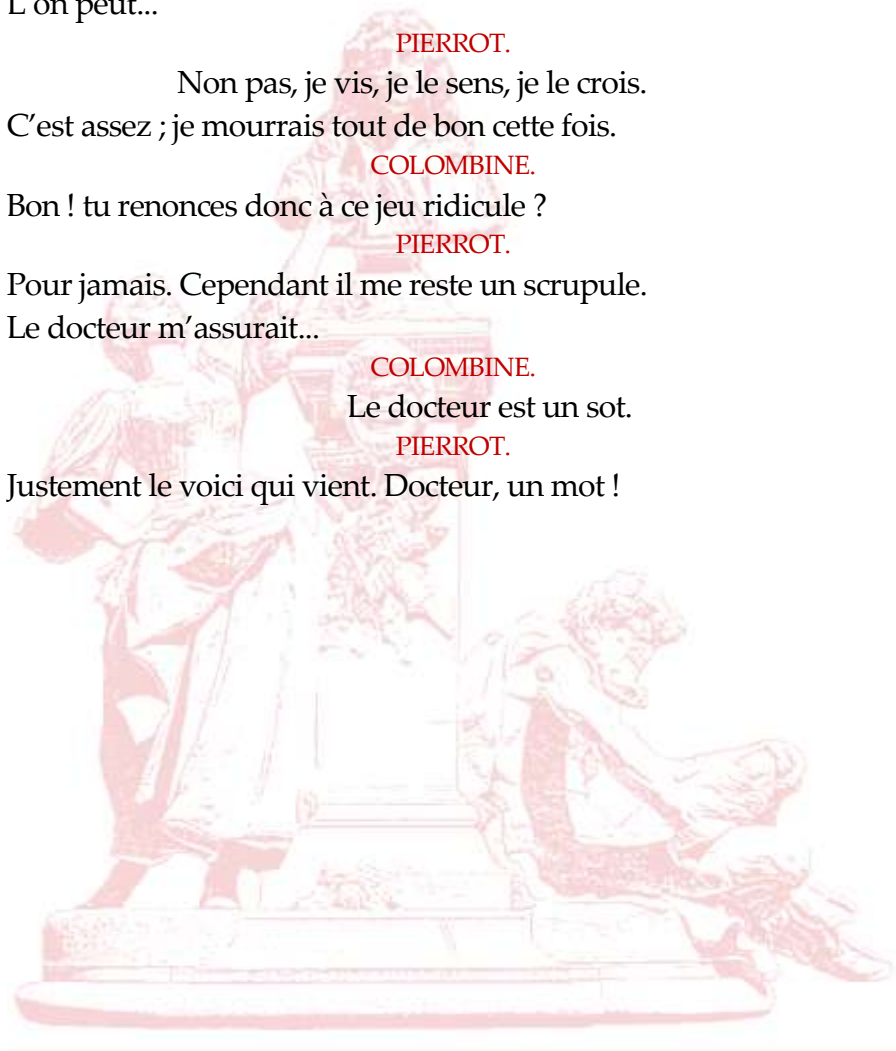 L'on peut...
PIERROT.
Non pas, je vis, je le sens, je le crois.
C'est assez ; je mourrais tout de bon cette fois.
COLOMBINE.
Bon ! tu renonces donc à ce jeu ridicule ?
PIERROT.
Pour jamais. Cependant il me reste un scrupule.
Le docteur m'assurait...
COLOMBINE.
Le docteur est un sot.
PIERROT.
Justement le voici qui vient. Docteur, un mot !